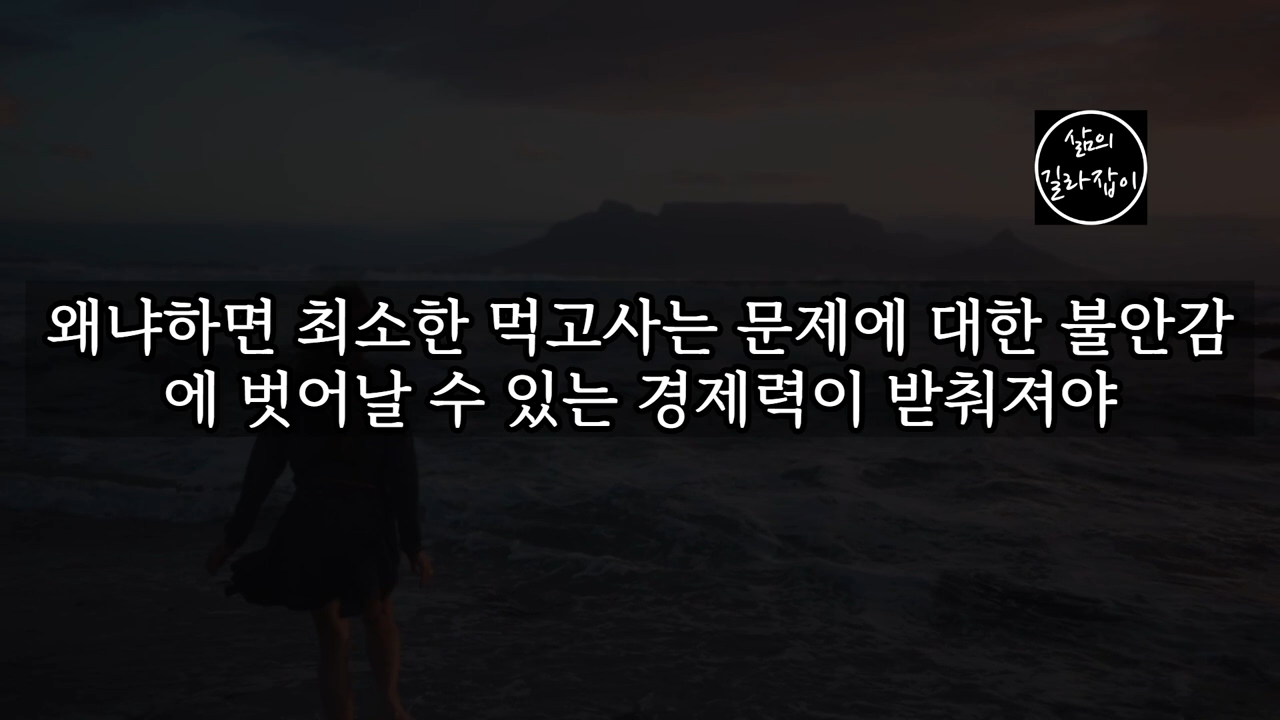 삶의
길라잡이
왜냐하면 최소한 먹고사는 문제에 대한 불안감
에 벗어날 수 있는 경제력이 받춰져야